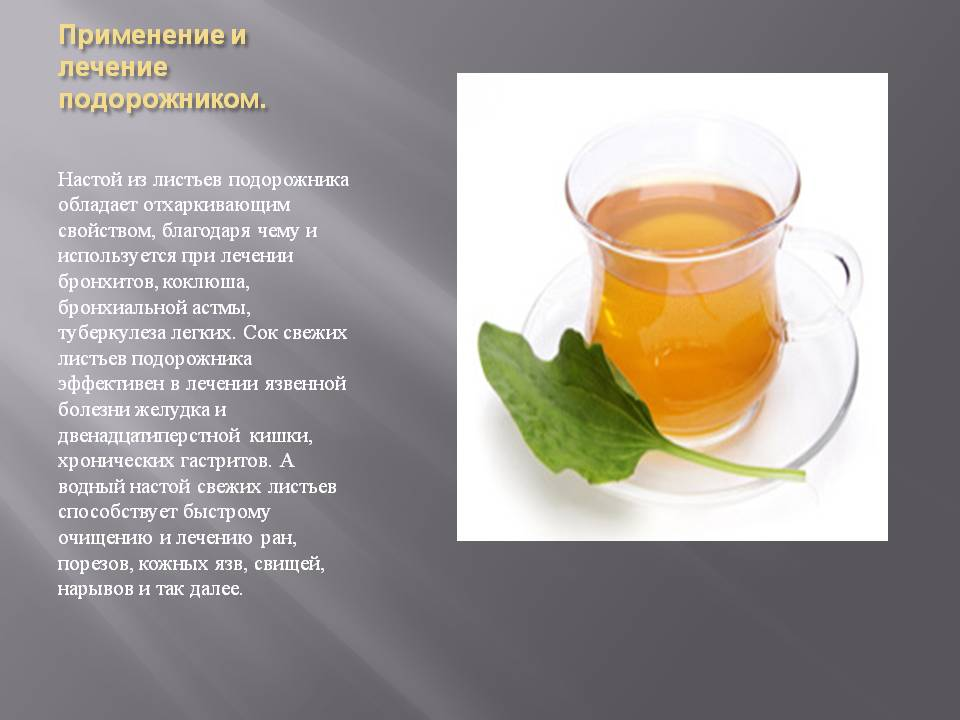 Применение и
лечение
подорожником.
Настой из листьев подорожника
обладает отхаркивающим
свойством, благодаря чему и
используется при лечении
бронхитов, коклюша,
бронхиальной астмы,
туберкулеза легких. Сок свежих
листьев подорожника
эффективен в лечении язвенной
болезни желудка и
двенадцатиперстной кишки,
хронических гастритов. А
водный настой свежих листьев
способствует быстрому
очищению и лечению ран,
порезов, кожных язв, свищей,
нарывов и так далее.